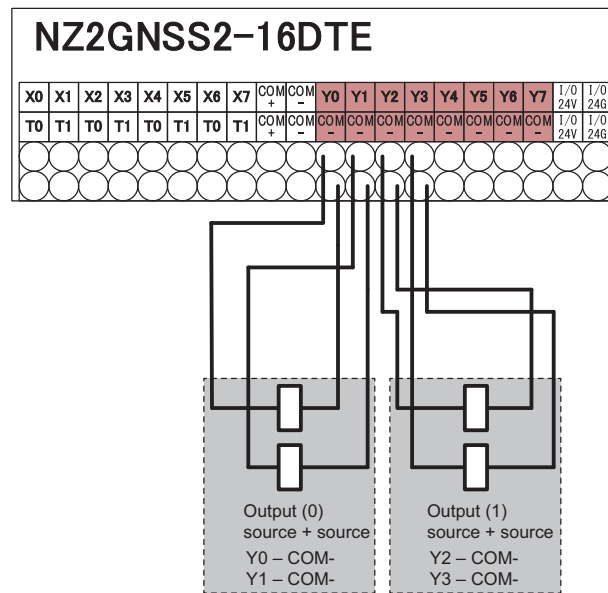 NZ2GNSS2-16DTE
X0 X1 X2 X3 X4 X5 X6 X7 COM + COM - Y0 Y1 Y2 Y3 Y4 Y5 Y6 Y7 I/O 24V I/O 24G
T0 T1 T0 T1 T0 T1 T0 T1 COM + COM - COM - COM - COM - COM - COM - COM - COM - COM - I/O 24V I/O 24G
Output (0)
source + source
Y0 – COM-
Y1 – COM-
Output (1)
source + source
Y2 – COM-
Y3 – COM-